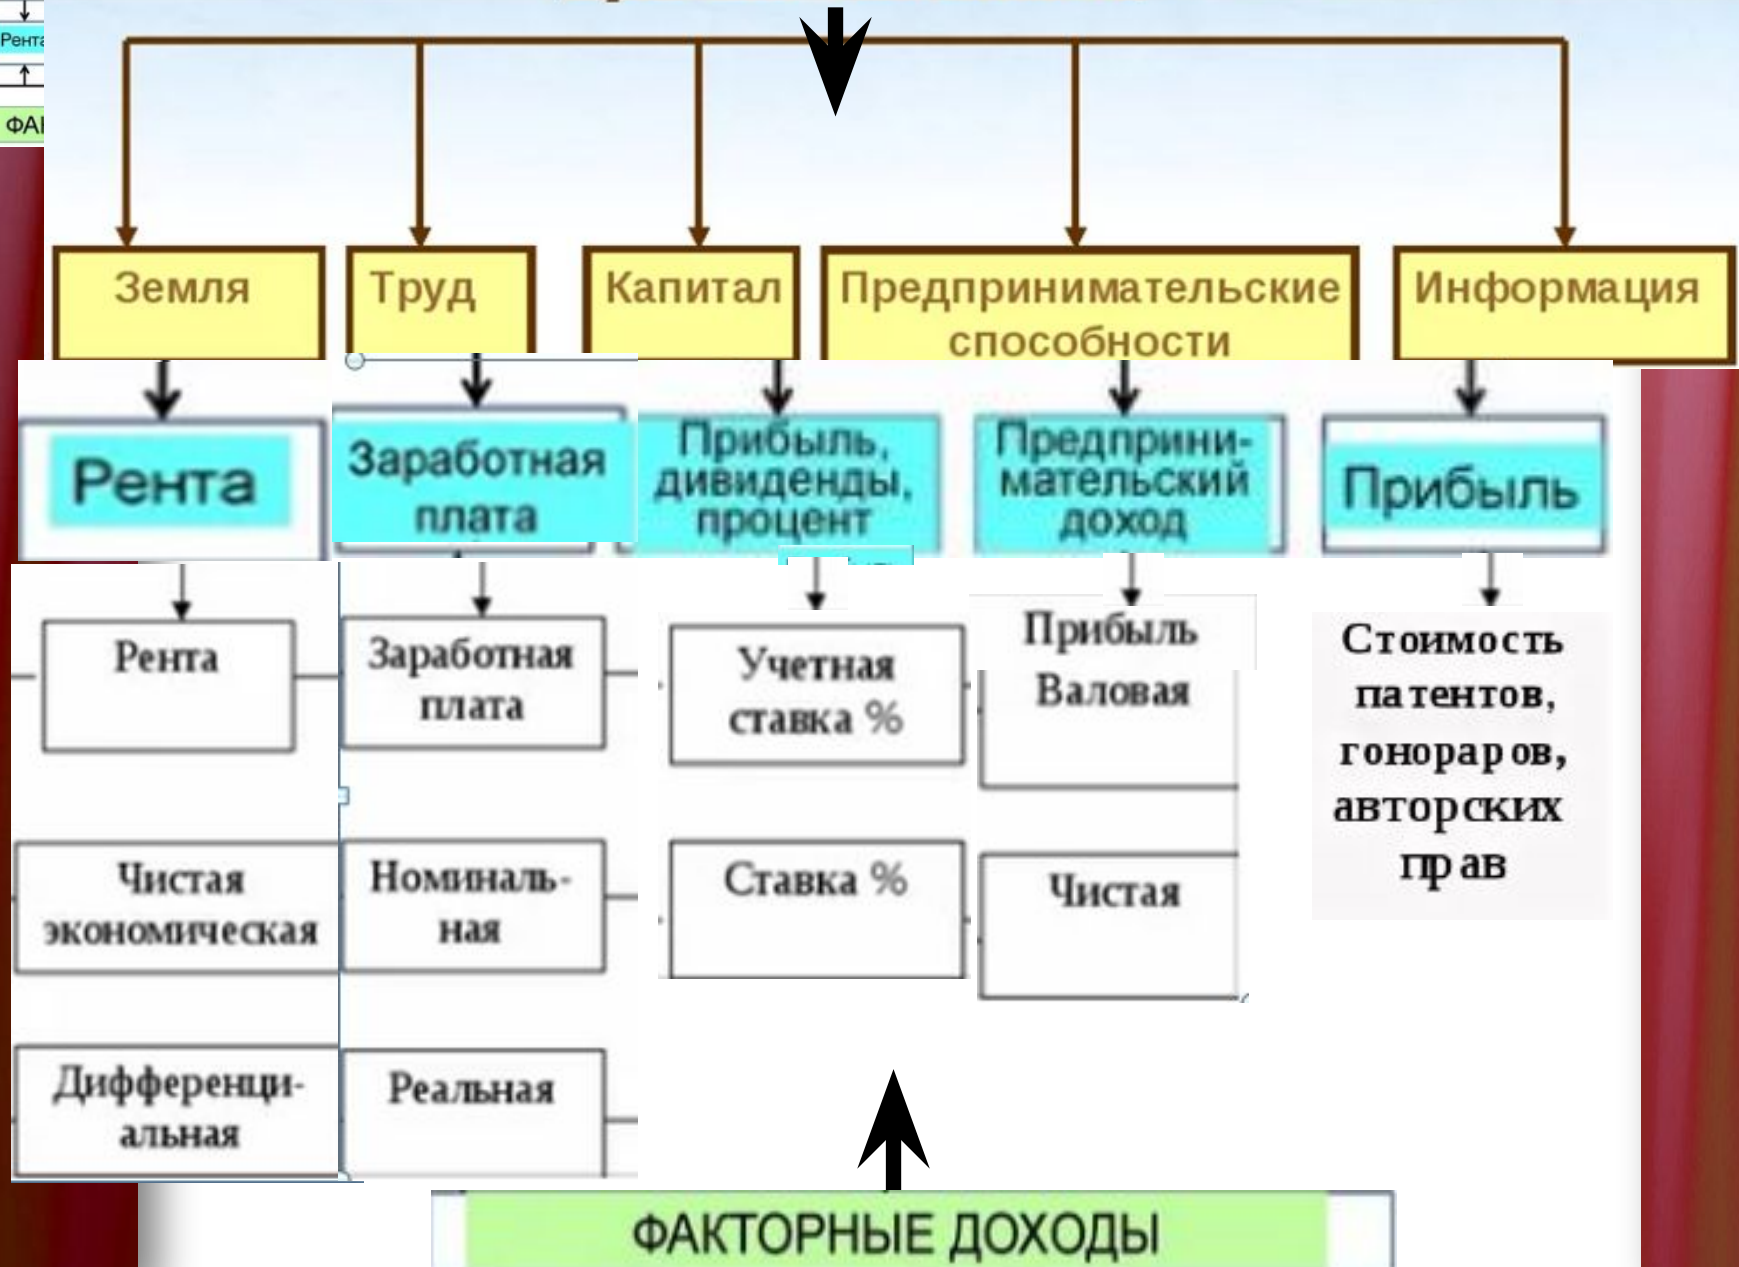 Земля
Труд
Капитал
Предпринимательские
способности
Информация
Рента
Заработная
плата
Прибыль,
дивиденды,
процент
Предприни-
мательский
доход
Прибыль
Рента
Заработная
плата
Учетная
ставка %
Прибыль
Валовая
Стоимость
патентов,
гонораров,
авторских
прав
Чистая
экономическая
Номиналь-
ная
Ставка %
Чистая
Дифференци-
альная
Реальная
ФАКТОРНЫЕ ДОХОДЫ